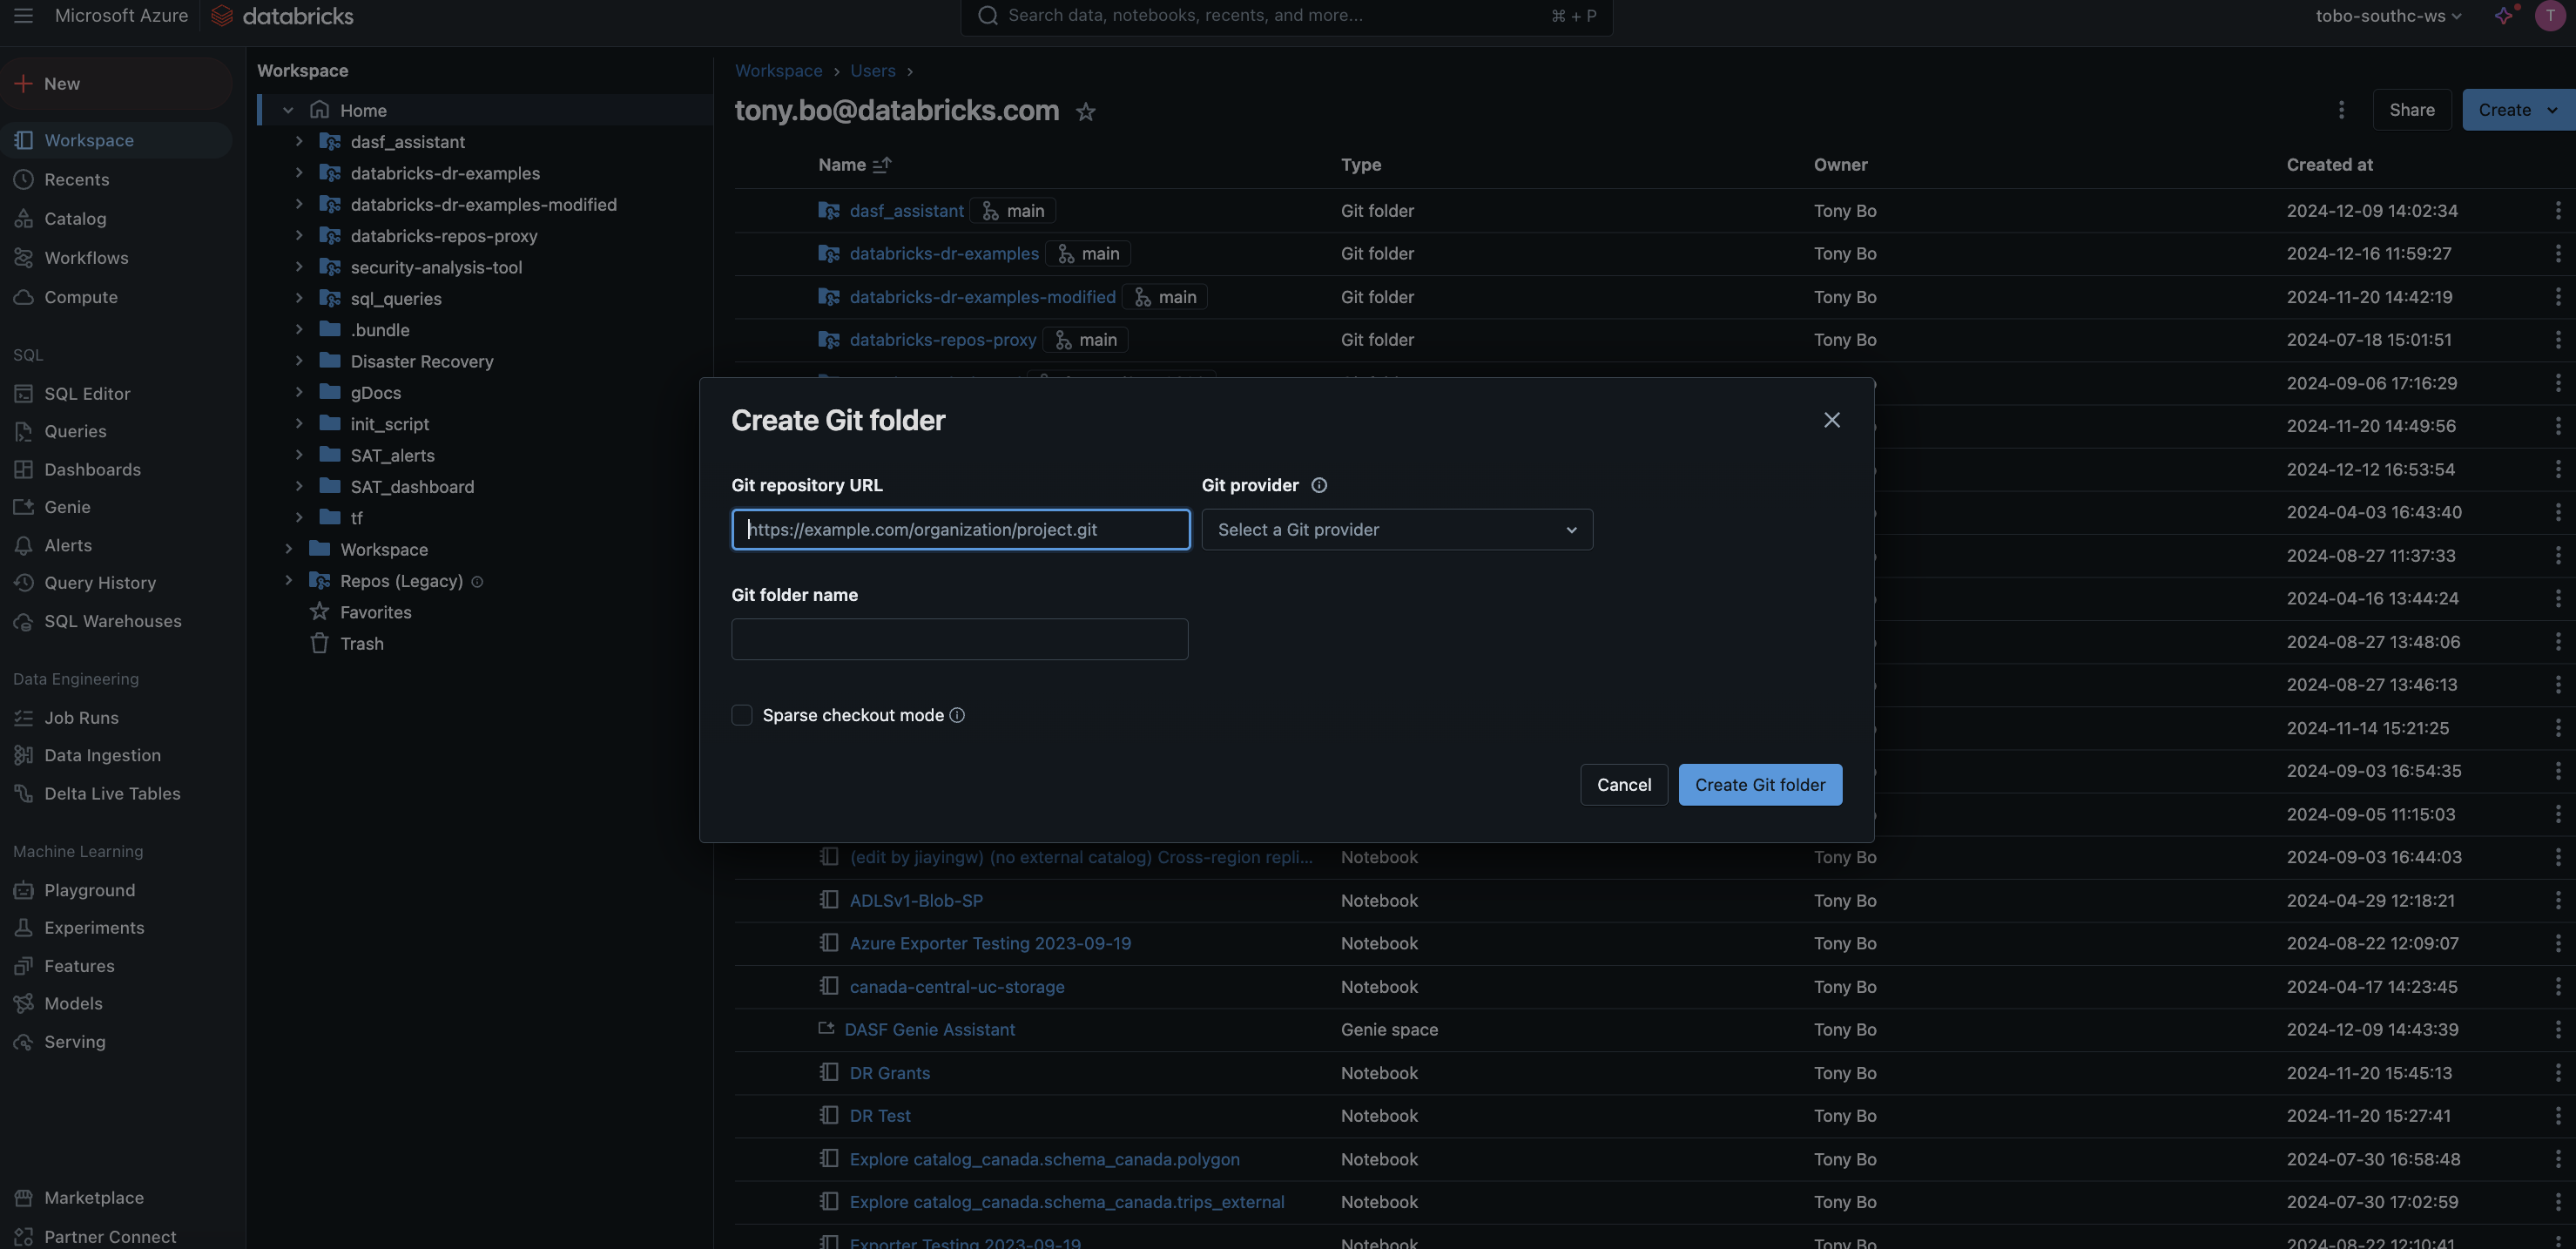 Microsoft Azure databricks
Search data, notebooks, recents, and more... ⌘ + P
tobo-southc-ws
T
New
Workspace
Recents
Catalog
Workflows
Compute
SQL
SQL Editor
Queries
Dashboards
Genie
Alerts
Query History
SQL Warehouses
Data Engineering
Job Runs
Data Ingestion
Delta Live Tables
Machine Learning
Playground
Experiments
Features
Models
Serving
Marketplace
Partner Connect
Workspace
Home
dasf_assistant
databricks-dr-examples
databricks-dr-examples-modified
databricks-repos-proxy
security-analysis-tool
sql_queries
.bundle
Disaster Recovery
gDocs
init_script
SAT_alerts
SAT_dashboard
tf
Workspace
Repos (Legacy)
Favorites
Trash
Workspace › Users ›
tony.bo@databricks.com
Share
Create
Name Type Owner Created at
dasf_assistant main Git folder Tony Bo 2024-12-09 14:02:34
databricks-dr-examples main Git folder Tony Bo 2024-12-16 11:59:27
databricks-dr-examples-modified main Git folder Tony Bo 2024-11-20 14:42:19
databricks-repos-proxy main Git folder Tony Bo 2024-07-18 15:01:51
2024-09-06 17:16:29
2024-11-20 14:49:56
2024-12-12 16:53:54
2024-04-03 16:43:40
2024-08-27 11:37:33
2024-04-16 13:44:24
2024-08-27 13:48:06
2024-08-27 13:46:13
2024-11-14 15:21:25
2024-09-03 16:54:35
2024-09-05 11:15:03
Create Git folder
Git repository URL Git provider
https://example.com/organization/project.git Select a Git provider
Git folder name
Sparse checkout mode
Cancel Create Git folder
(edit by jiayingw) (no external catalog) Cross-region repli... Notebook Tony Bo 2024-09-03 16:44:03
ADLSv1-Blob-SP Notebook Tony Bo 2024-04-29 12:18:21
Azure Exporter Testing 2023-09-19 Notebook Tony Bo 2024-08-22 12:09:07
canada-central-uc-storage Notebook Tony Bo 2024-04-17 14:23:45
DASF Genie Assistant Genie space Tony Bo 2024-12-09 14:43:39
DR Grants Notebook Tony Bo 2024-11-20 15:45:13
DR Test Notebook Tony Bo 2024-11-20 15:27:41
Explore catalog_canada.schema_canada.polygon Notebook Tony Bo 2024-07-30 16:58:48
Explore catalog_canada.schema_canada.trips_external Notebook Tony Bo 2024-07-30 17:02:59
Exporter Testing 2023-09-19 Notebook Tony Bo 2024-08-22 12:10:41